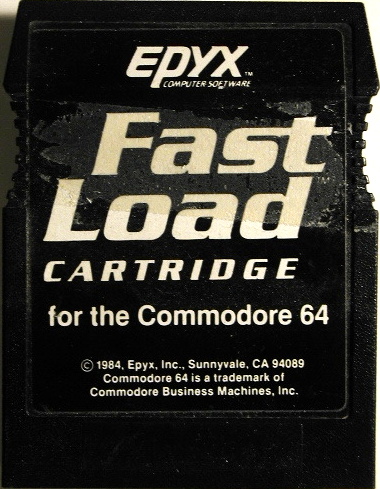 EPYX™
COMPUTER SOFTWARE
Fast
Load
CARTRIDGE
for the Commodore 64
© 1984, Epyx, Inc., Sunnyvale, CA 94089
Commodore 64 is a trademark of
Commodore Business Machines, Inc.